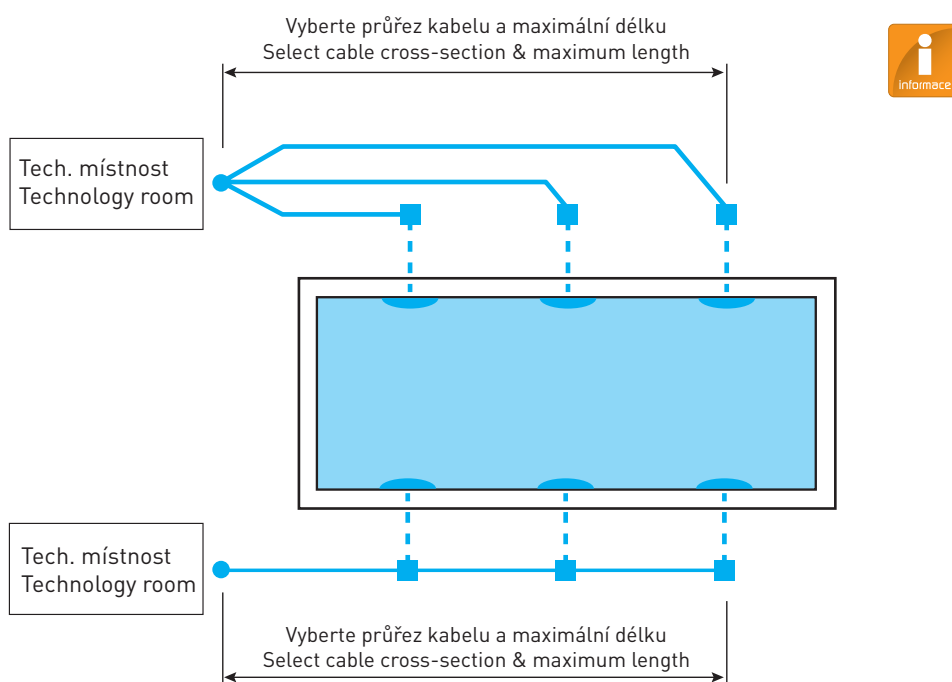 Vyberte průřez kabelu a maximální délku
Select cable cross-section & maximum length
informace
Tech. místnost
Technology room
Tech. místnost
Technology room
Vyberte průřez kabelu a maximální délku
Select cable cross-section & maximum length